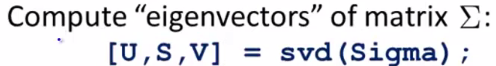 Compute “eigenvectors” of matrix Σ:
[U,S,V] = svd(Sigma);